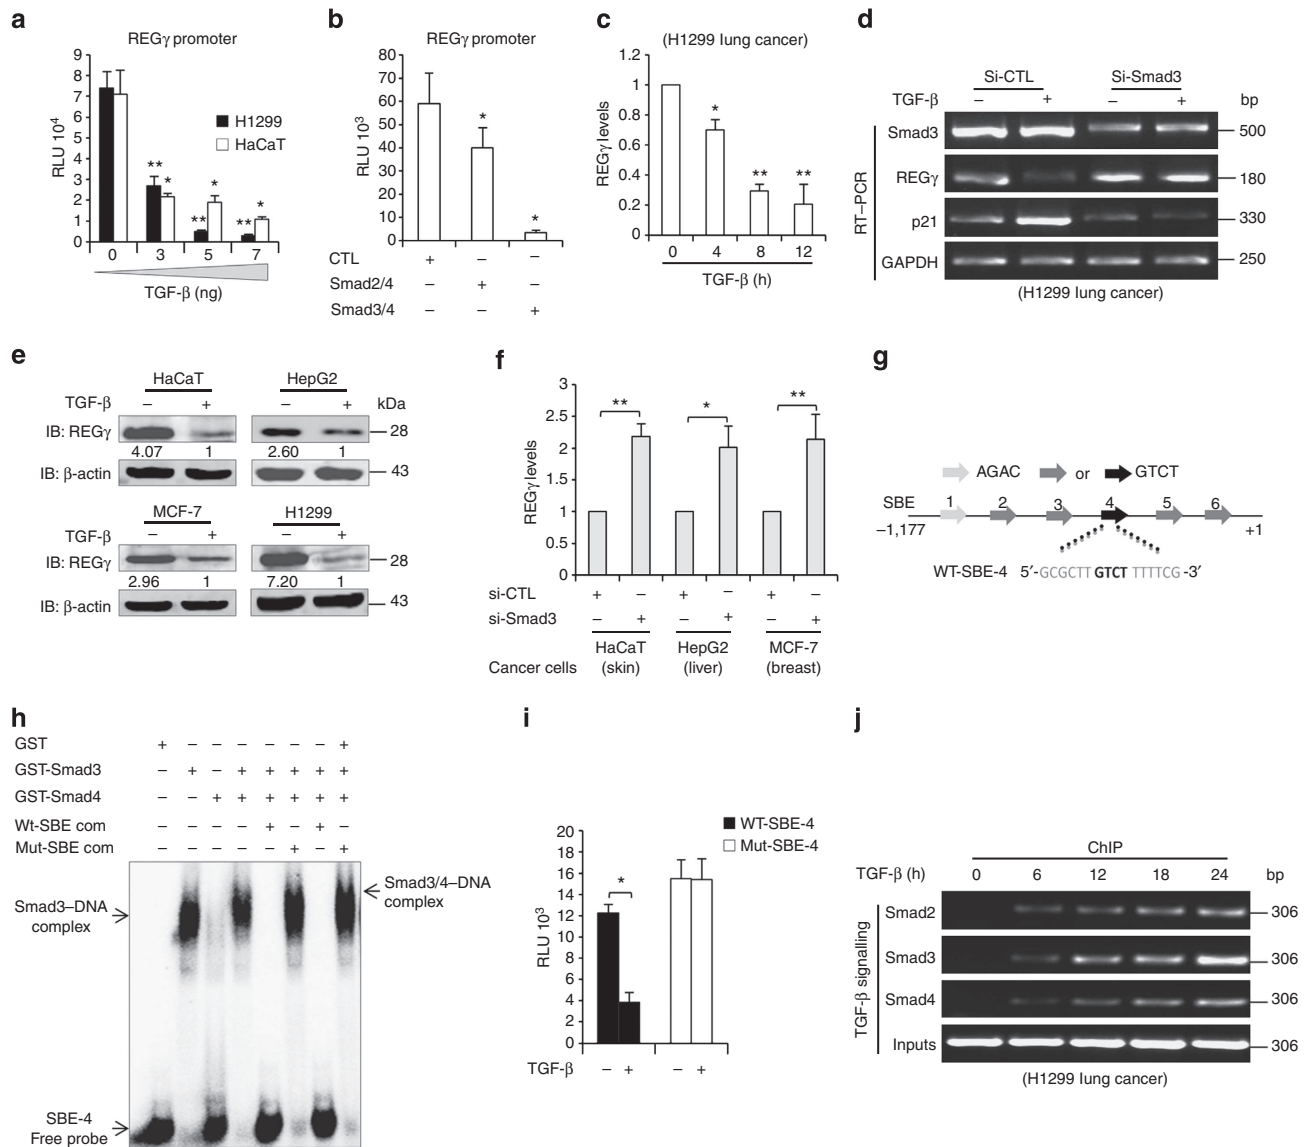 a
REGγ promoter
RLU 10⁴
9
8
7
6
5
4
3
2
1
0
H1299
HaCaT
** * ** * ** *
0 3 5 7
TGF-β (ng)
b
REGγ promoter
RLU 10³
80
70
60
50
40
30
20
10
0
* *
CTL + – –
Smad2/4 – + –
Smad3/4 – – +
c
(H1299 lung cancer)
REGγ levels
1.2
1
0.8
0.6
0.4
0.2
0
* ** **
0 4 8 12
TGF-β (h)
d
Si-CTL Si-Smad3
TGF-β – + – + bp
RT–PCR
Smad3 500
REGγ 180
p21 330
GAPDH 250
(H1299 lung cancer)
e
HaCaT HepG2
TGF-β – + – + kDa
IB: REGγ 28
4.07 1 2.60 1
IB: β-actin 43
MCF-7 H1299
TGF-β – + – +
IB: REGγ 28
2.96 1 7.20 1
IB: β-actin 43
f
REGγ levels
3
2.5
2
1.5
1
0.5
0
** * **
si-CTL + – + – + –
si-Smad3 – + – + – +
HaCaT HepG2 MCF-7
Cancer cells (skin) (liver) (breast)
g
AGAC or GTCT
SBE 1 2 3 4 5 6
–1,177 +1
WT-SBE-4 5′-GCGCTT GTCT TTTTCG -3′
h
GST + – – – – – – +
GST-Smad3 – + – + + + + +
GST-Smad4 – – + + + + + +
Wt-SBE com – – – – + – + –
Mut-SBE com – – – – – + – +
Smad3–DNA
complex
Smad3/4–DNA
complex
SBE-4
Free probe
i
RLU 10³
20
18
16
14
12
10
8
6
4
2
0
WT-SBE-4
Mut-SBE-4
*
TGF-β – + – +
j
ChIP
TGF-β (h) 0 6 12 18 24 bp
TGF-β signalling
Smad2 306
Smad3 306
Smad4 306
Inputs 306
(H1299 lung cancer)